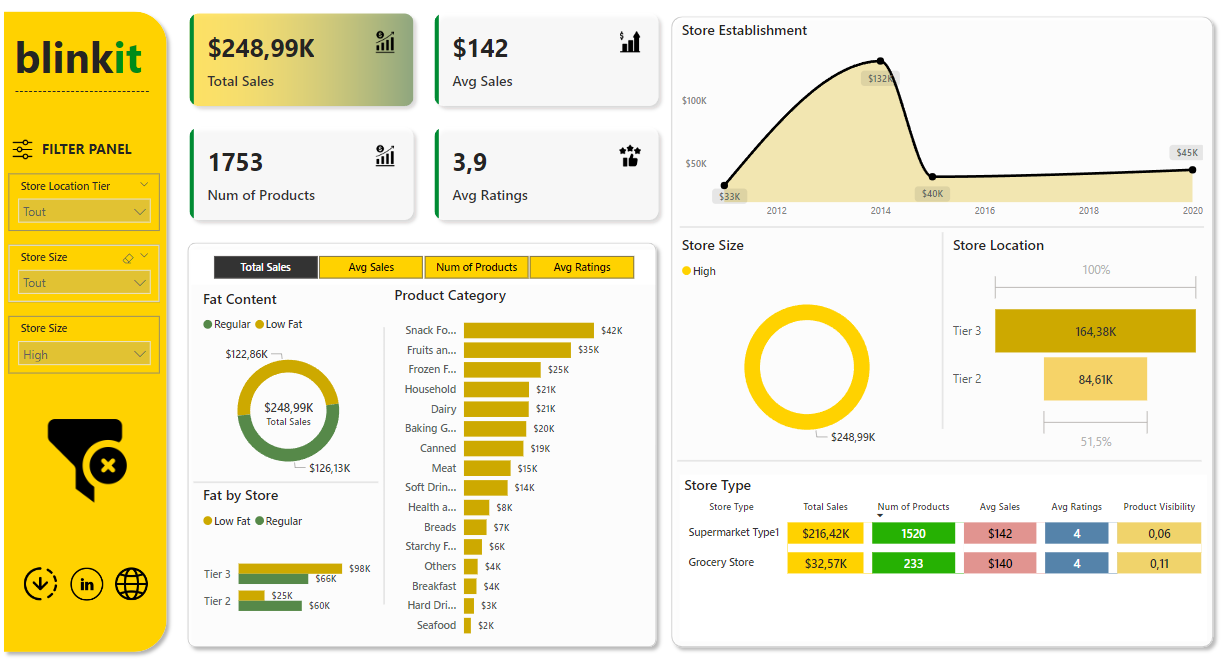 blinkit
FILTER PANEL
Store Location Tier
Tout
Store Size
Tout
Store Size
High
in
$248,99K
Total Sales
$142
Avg Sales
1753
Num of Products
3,9
Avg Ratings
Total Sales Avg Sales Num of Products Avg Ratings
Fat Content
Regular Low Fat
$122,86K
$248,99K
Total Sales
$126,13K
Fat by Store
Low Fat Regular
Tier 3 $98K
$66K
Tier 2 $25K
$60K
Product Category
Snack Fo... $42K
Fruits an... $35K
Frozen F... $25K
Household $21K
Dairy $21K
Baking G... $20K
Canned $19K
Meat $15K
Soft Drin... $14K
Health a... $8K
Breads $7K
Starchy F... $6K
Others $4K
Breakfast $4K
Hard Dri... $3K
Seafood $2K
Store Establishment
$100K
$50K
$33K
$132K
$40K
$45K
2012 2014 2016 2018 2020
Store Size
High
$248,99K
Store Location
100%
Tier 3 164,38K
Tier 2 84,61K
51,5%
Store Type
Store Type Total Sales Num of Products Avg Sales Avg Ratings Product Visibility
Supermarket Type1 $216,42K 1520 $142 4 0,06
Grocery Store $32,57K 233 $140 4 0,11